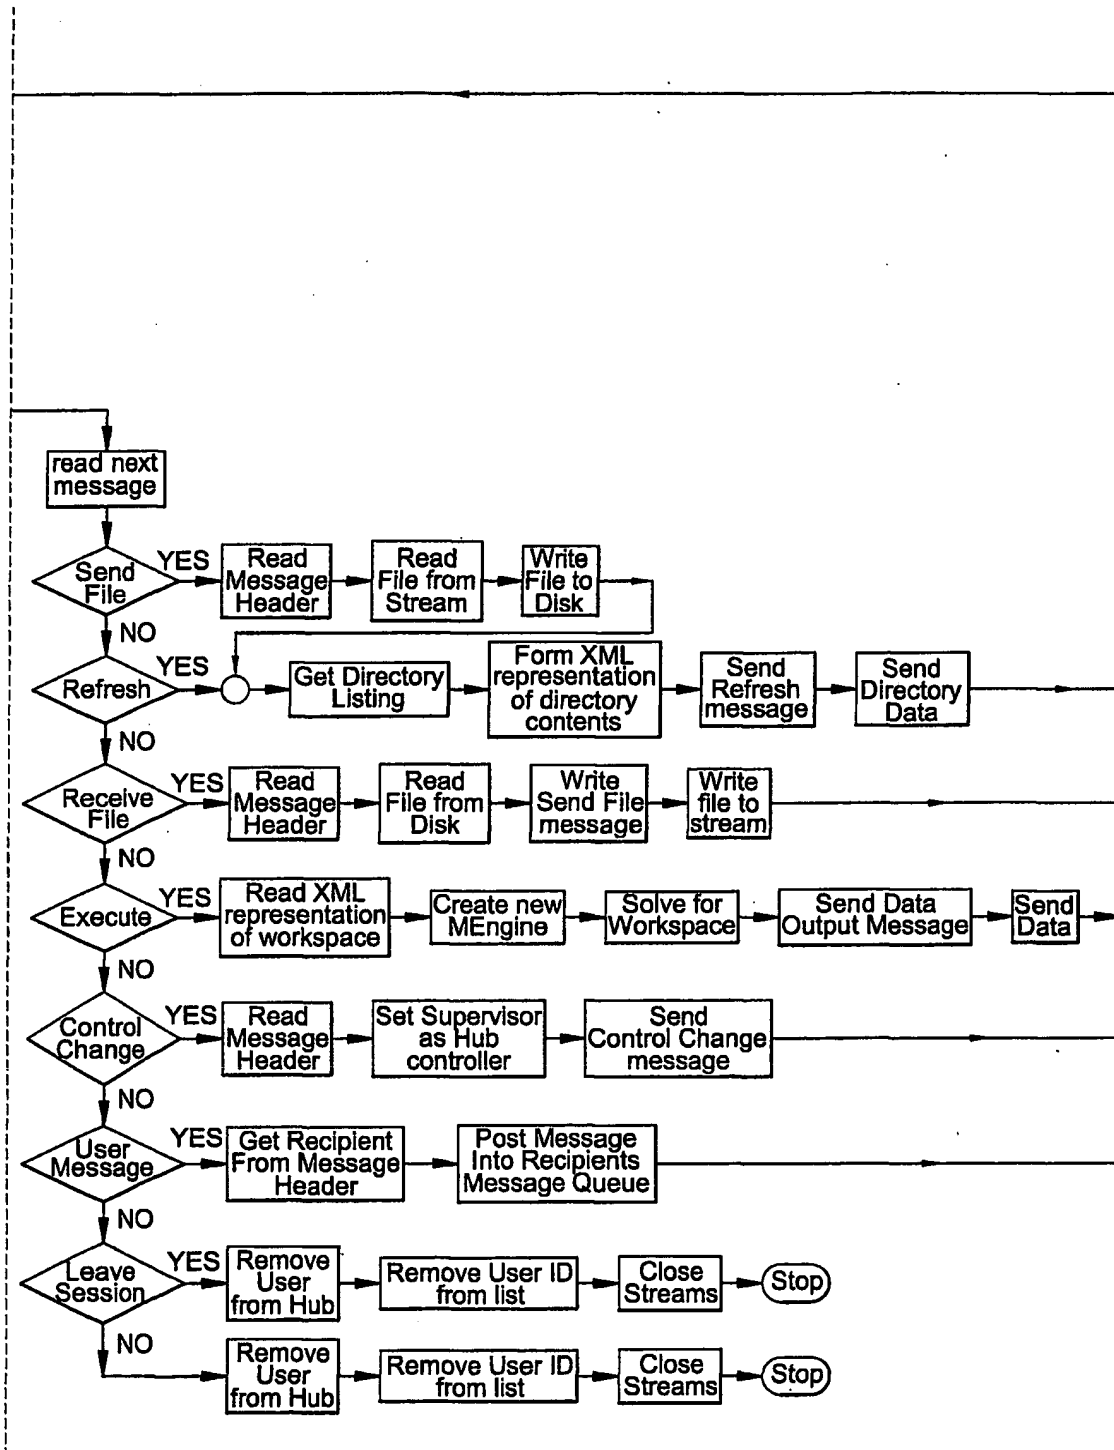 read next
message
Send
File
YES
Read
Message
Header
Read
File from
Stream
Write
File to
Disk
NO
Refresh
YES
Get Directory
Listing
Form XML
representation
of directory
contents
Send
Refresh
message
Send
Directory
Data
NO
Receive
File
YES
Read
Message
Header
Read
File from
Disk
Write
Send File
message
Write
file to
stream
NO
Execute
YES
Read XML
representation
of workspace
Create new
MEngine
Solve for
Workspace
Send Data
Output Message
Send
Data
NO
Control
Change
YES
Read
Message
Header
Set Supervisor
as Hub
controller
Send
Control Change
message
NO
User
Message
YES
Get Recipient
From Message
Header
Post Message
Into Recipients
Message Queue
NO
Leave
Session
YES
Remove
User
from Hub
Remove User ID
from list
Close
Streams
Stop
NO
Remove
User
from Hub
Remove User ID
from list
Close
Streams
Stop